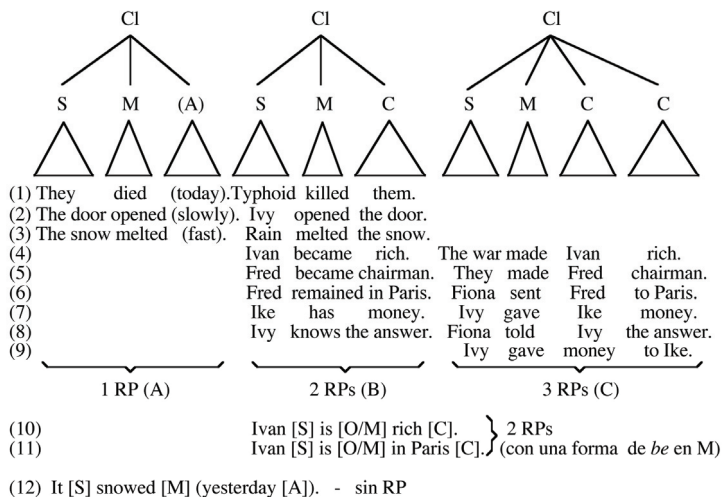 Cl Cl Cl
S M (A) S M C S M C C
(1) They died (today). Typhoid killed them.
(2) The door opened (slowly). Ivy opened the door.
(3) The snow melted (fast). Rain melted the snow.
(4) Ivan became rich. The war made Ivan rich.
(5) Fred became chairman. They made Fred chairman.
(6) Fred remained in Paris. Fiona sent Fred to Paris.
(7) Ike has money. Ivy gave Ike money.
(8) Ivy knows the answer. Fiona told Ivy the answer.
(9) Ivy gave money to Ike.
1 RP (A) 2 RPs (B) 3 RPs (C)
(10) Ivan [S] is [O/M] rich [C]. 2 RPs
(11) Ivan [S] is [O/M] in Paris [C]. (con una forma de be en M)
(12) It [S] snowed [M] (yesterday [A]). - sin RP